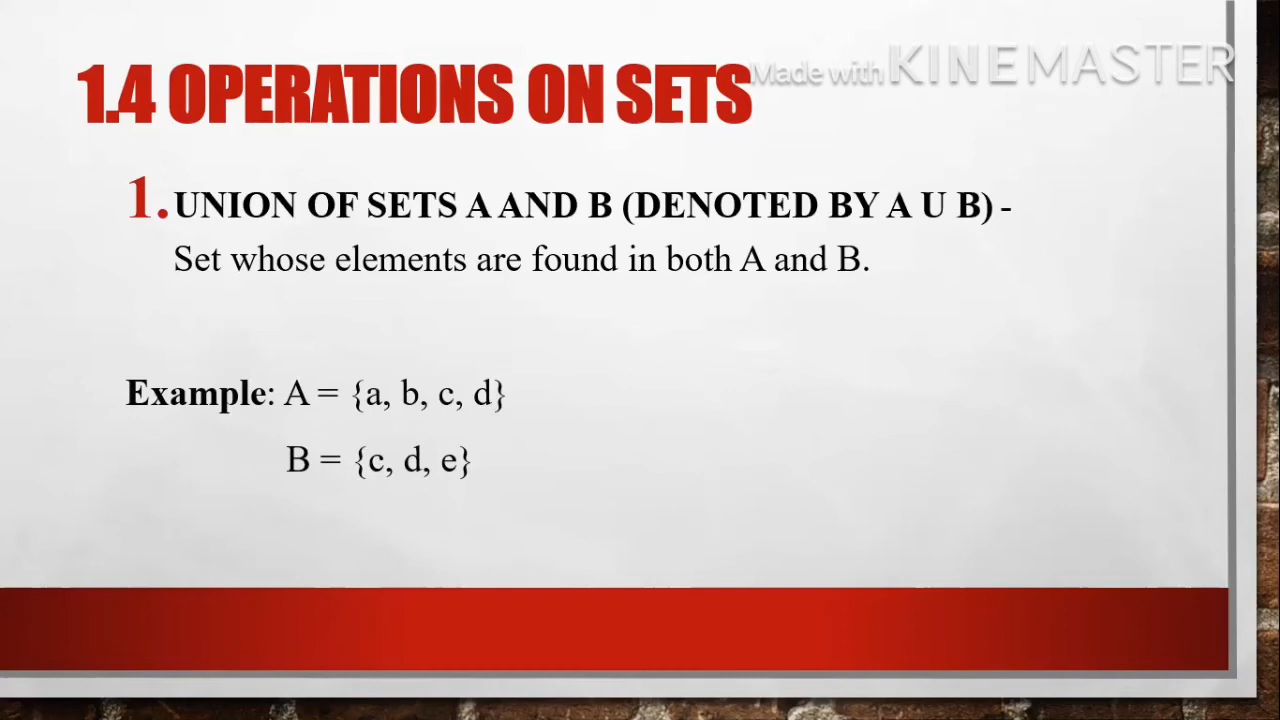 1.4 OPERATIONS ON SETS
Made with KINEMASTER
1. UNION OF SETS A AND B (DENOTED BY A U B) -
Set whose elements are found in both A and B.
Example: A = {a, b, c, d}
B = {c, d, e}